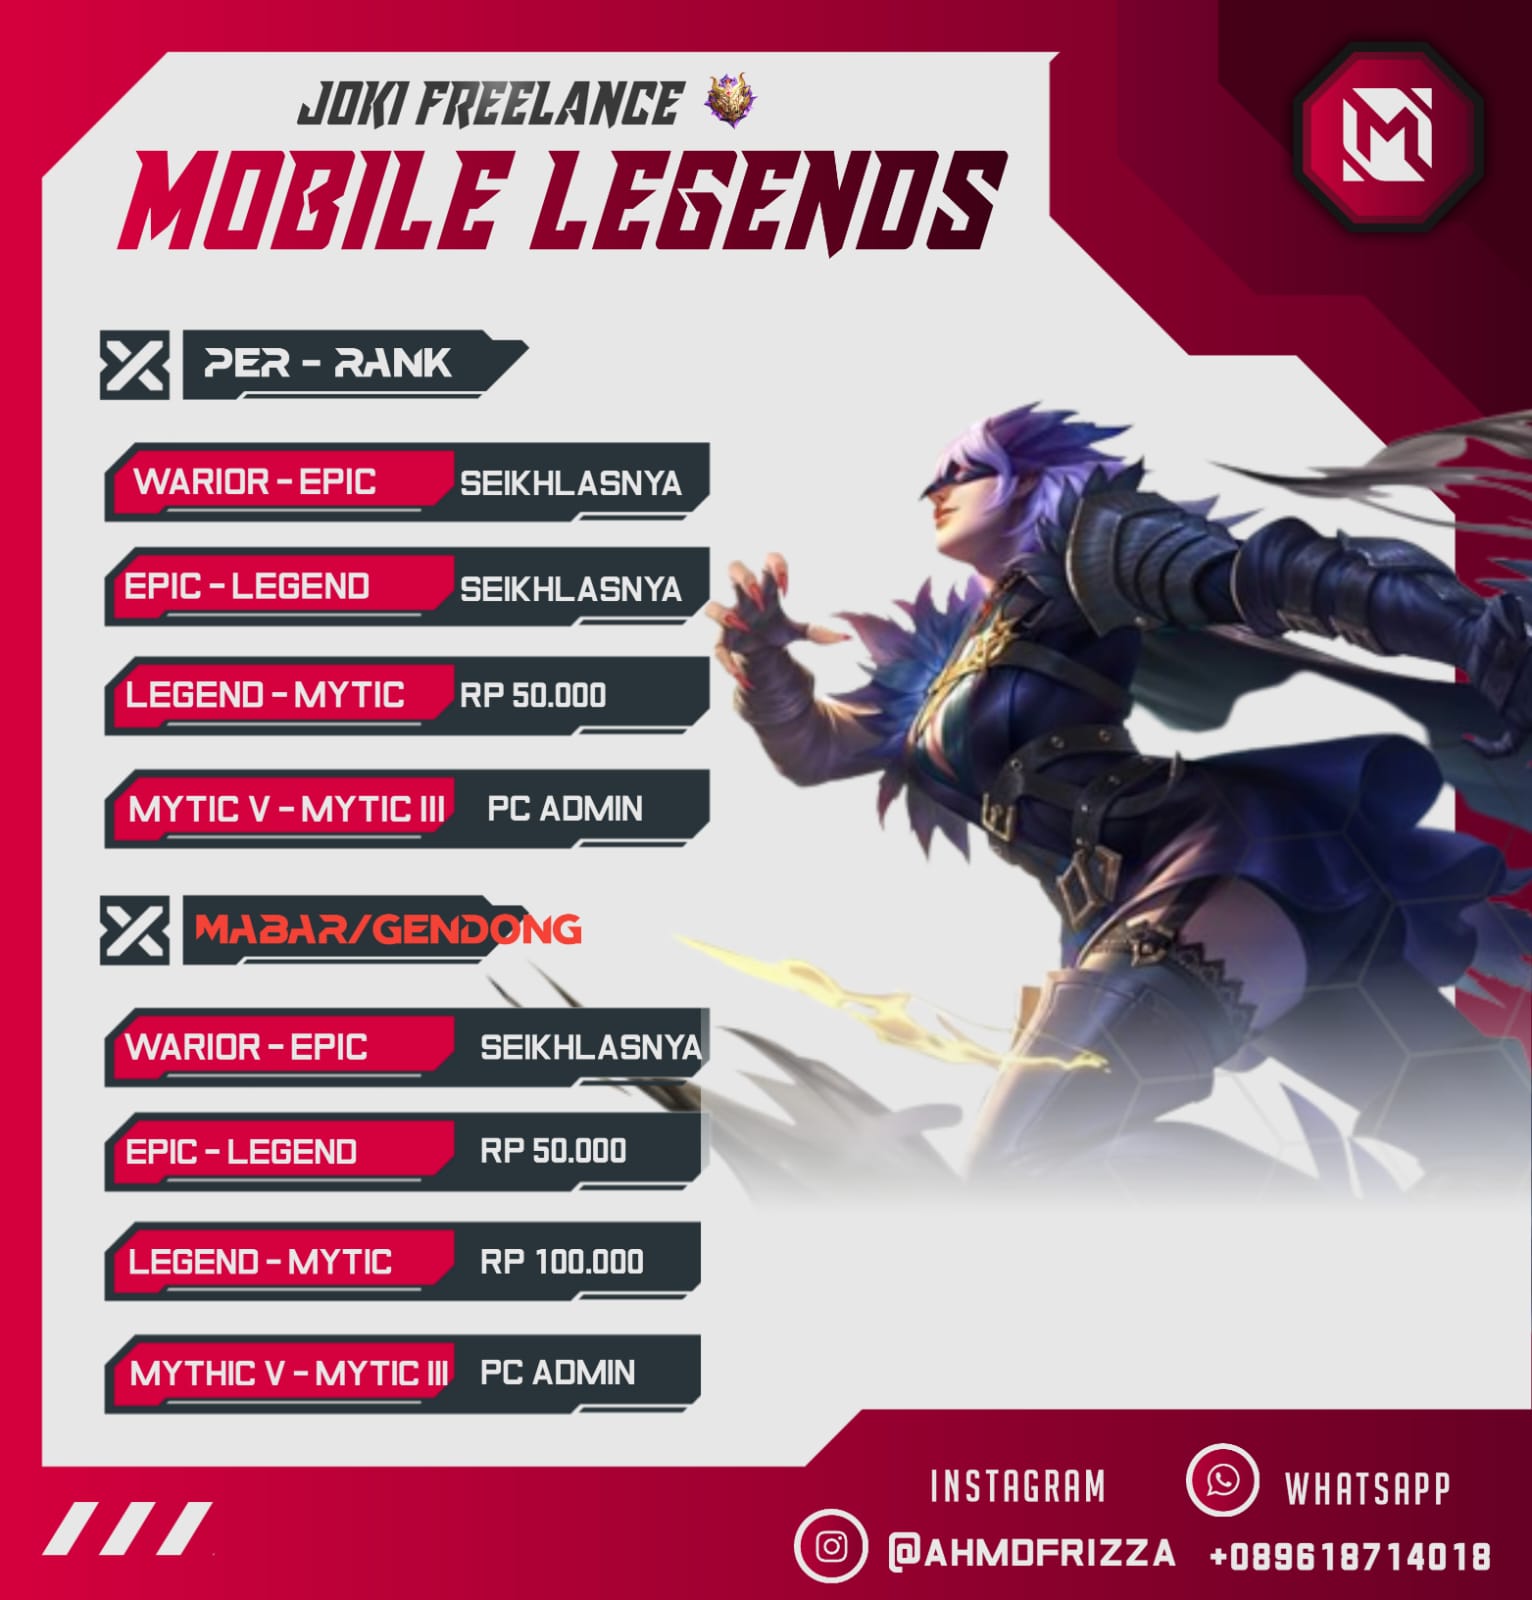 JOKI FREELANCE
MOBILE LEGENDS
PER - RANK
WARIOR - EPIC SEIKHLASNYA
EPIC - LEGEND SEIKHLASNYA
LEGEND - MYTIC RP 50.000
MYTIC V - MYTIC III PC ADMIN
MABAR/GENDONG
WARIOR - EPIC SEIKHLASNYA
EPIC - LEGEND RP 50.000
LEGEND - MYTIC RP 100.000
MYTHIC V - MYTIC III PC ADMIN
INSTAGRAM
@AHMDFRIZZA
WHATSAPP
+089618714018